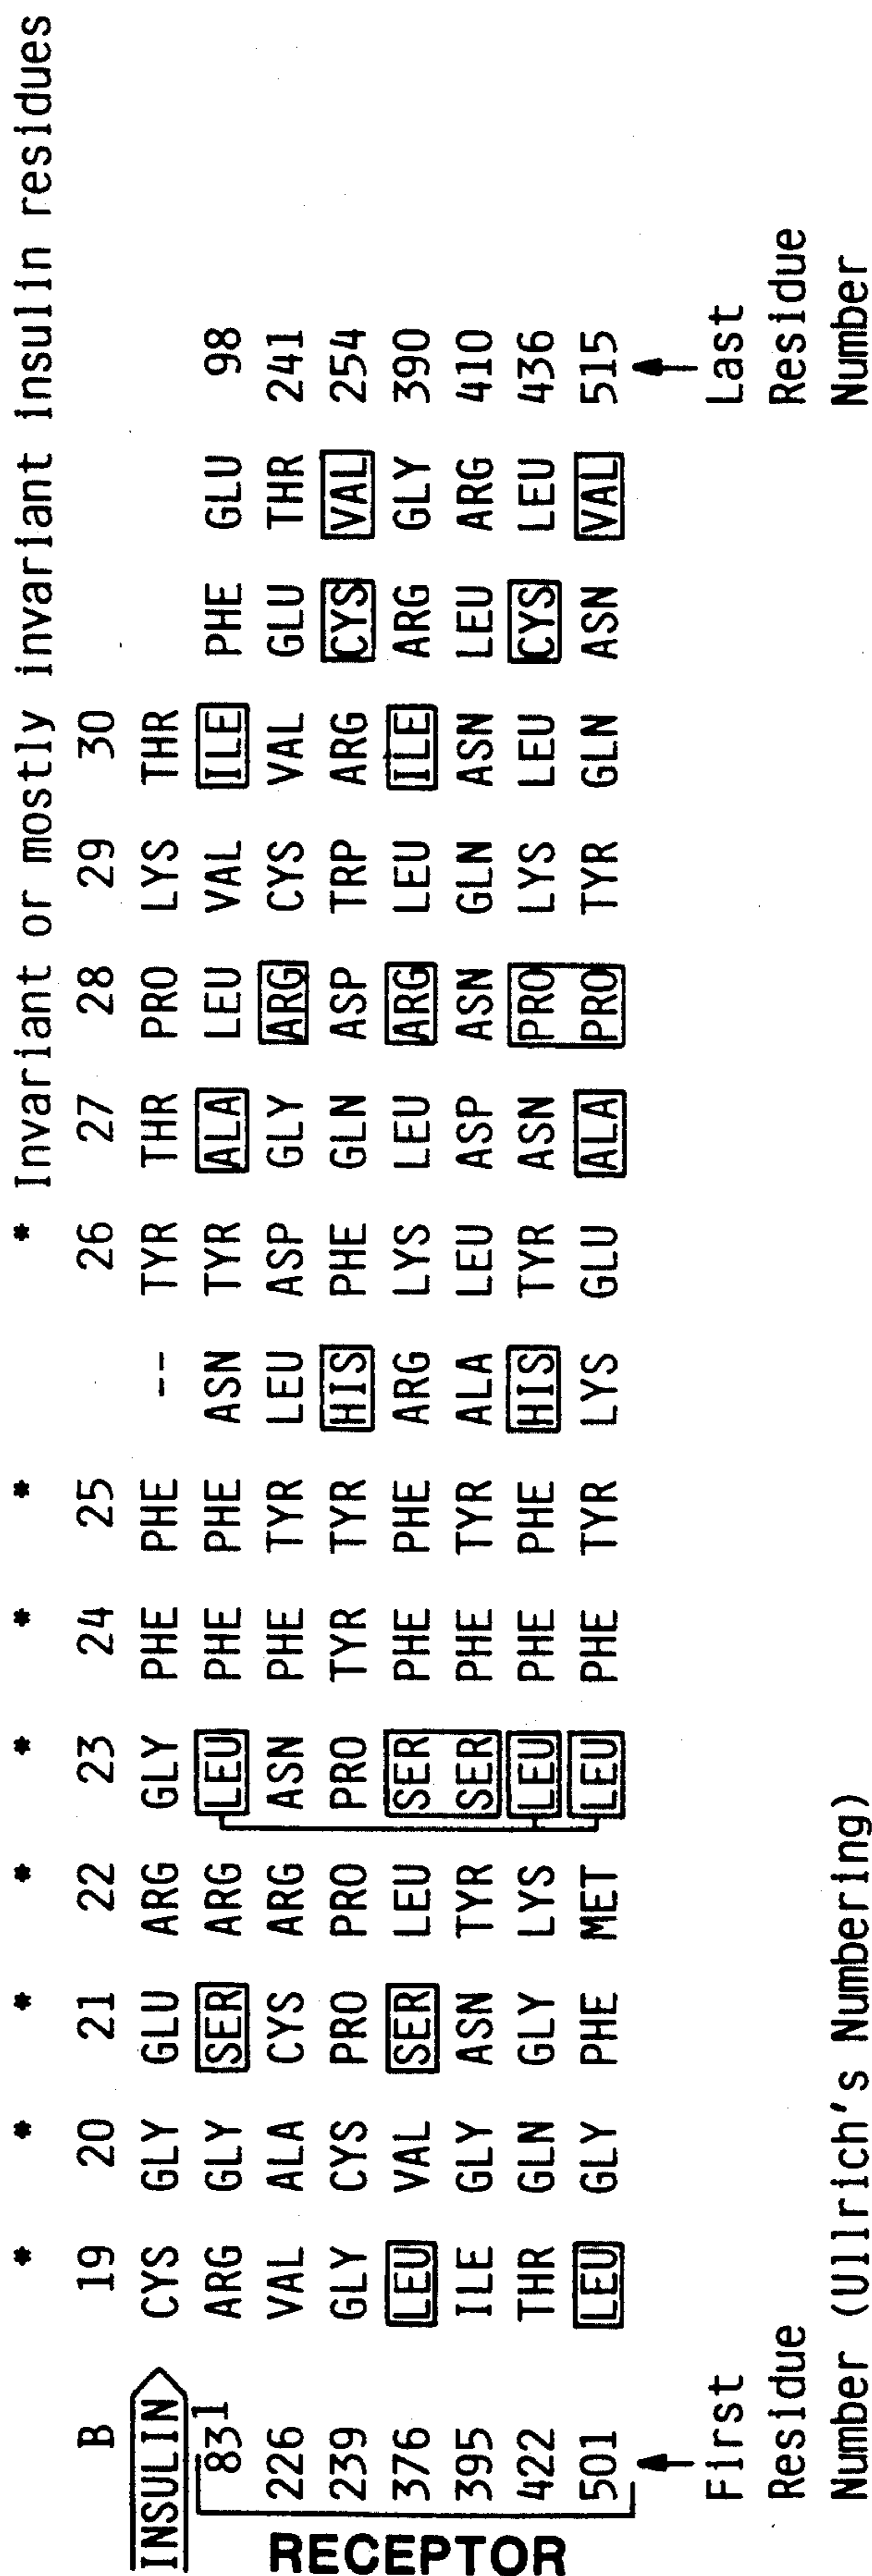 * Invariant or mostly invariant insulin residues
* * * * * * *
B 19 20 21 22 23 24 25 26 27 28 29 30
INSULIN CYS GLY GLU ARG GLY PHE PHE -- TYR THR PRO LYS THR
83¹ ARG GLY SER ARG LEU PHE PHE ASN TYR ALA LEU VAL ILE PHE GLU 98
226 VAL ALA CYS ARG ASN PHE TYR LEU ASP GLY ARG CYS VAL GLU THR 241
239 GLY CYS PRO PRO PRO TYR TYR HIS PHE GLN ASP TRP ARG CYS VAL 254
376 LEU VAL SER LEU SER PHE PHE ARG LYS LEU ARG LEU ILE ARG GLY 390
395 ILE GLY ASN TYR SER PHE TYR ALA LEU ASP ASN GLN ASN LEU ARG 410
422 THR GLN GLY LYS LEU PHE PHE HIS TYR ASN PRO LYS LEU CYS LEU 436
501 LEU GLY PHE MET LEU PHE TYR LYS GLU ALA PRO TYR GLN ASN VAL 515
RECEPTOR
First
Residue
Number (Ullrich's Numbering)
Last
Residue
Number